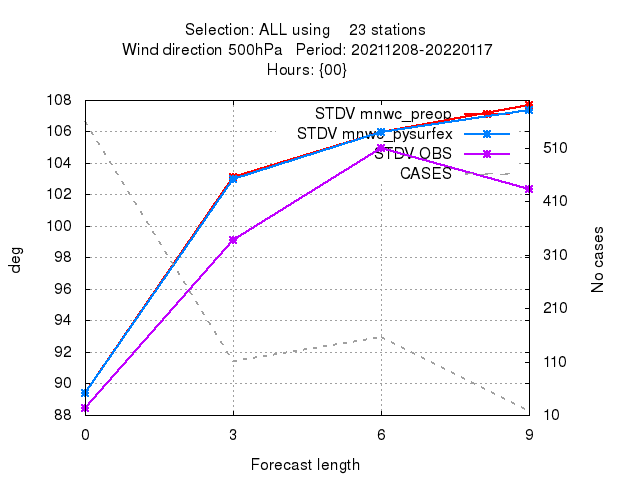 Selection: ALL using 23 stations
Wind direction 500hPa Period: 20211208-20220117
Hours: {00}
108
106
104
102
100
98
96
94
92
90
88
deg
STDV mnwc_preop
STDV mnwc_pysurfex
STDV OBS
CASES
510
410
310
210
110
10
No cases
0 3 6 9
Forecast length